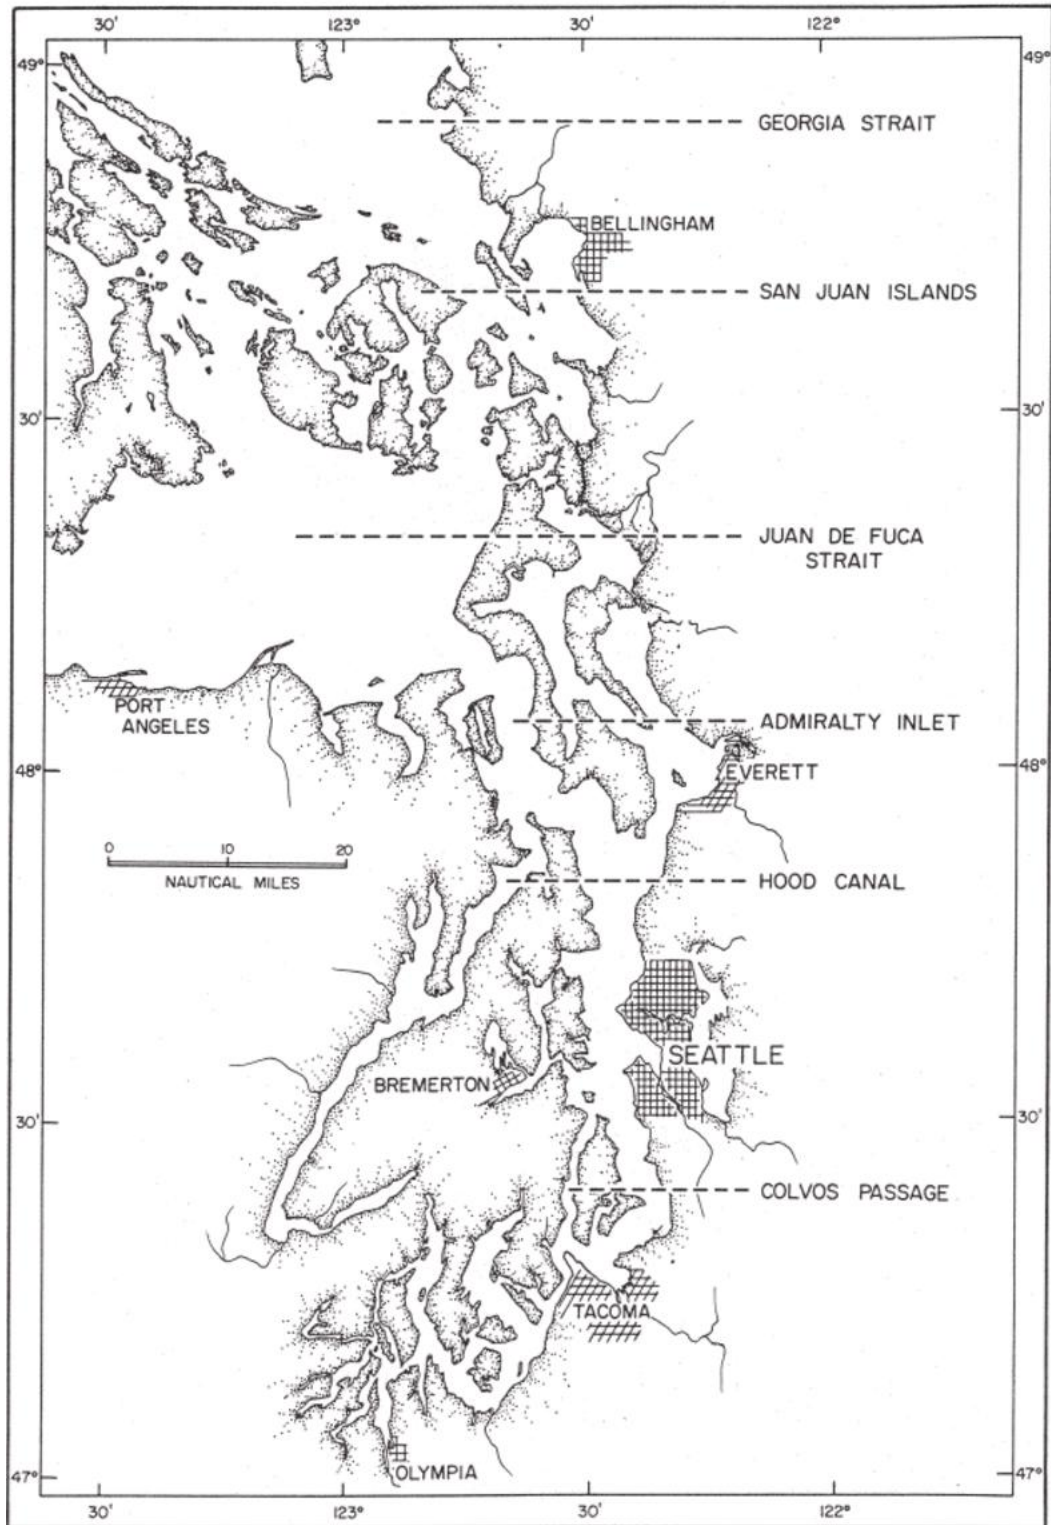 30' 123° 30' 122°
49° 49°
GEORGIA STRAIT
BELLINGHAM
SAN JUAN ISLANDS
30' 30'
JUAN DE FUCA
STRAIT
PORT
ANGELES
ADMIRALTY INLET
48° 48°
EVERETT
0 10 20
NAUTICAL MILES
HOOD CANAL
SEATTLE
BREMERTON
30' 30'
COLVOS PASSAGE
TACOMA
OLYMPIA
47° 47°
30' 123° 30' 122°